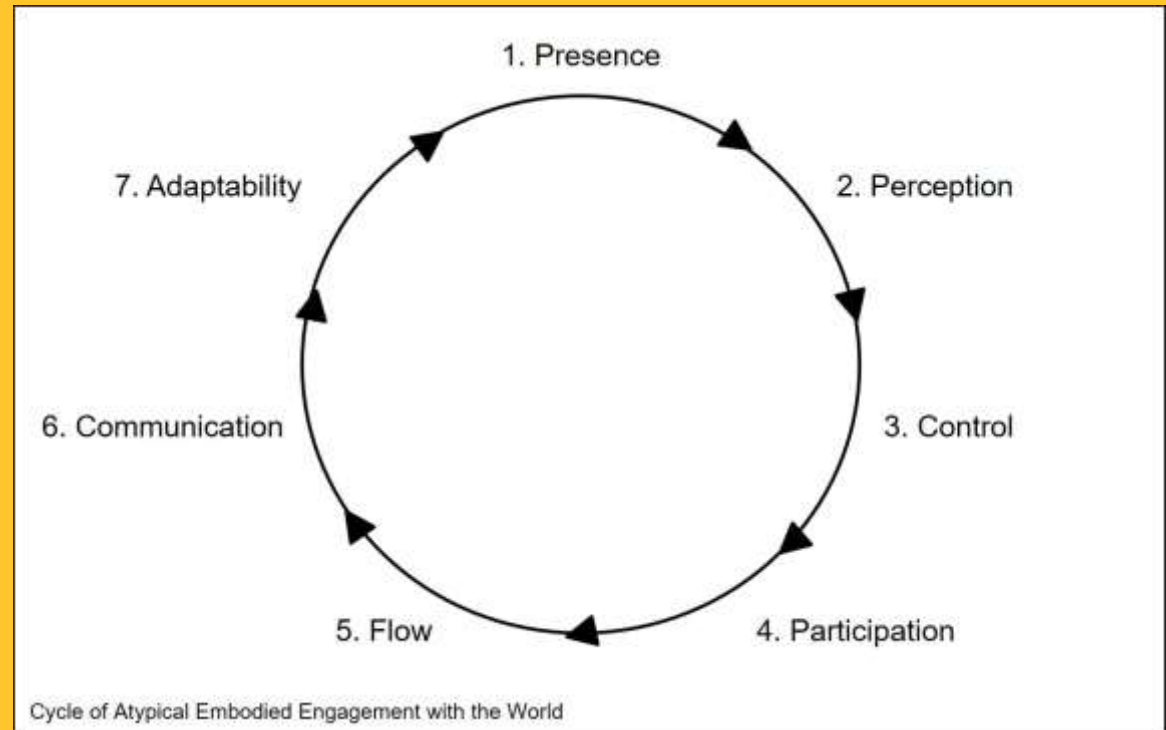 1. Presence
2. Perception
3. Control
4. Participation
5. Flow
6. Communication
7. Adaptability
Cycle of Atypical Embodied Engagement with the World